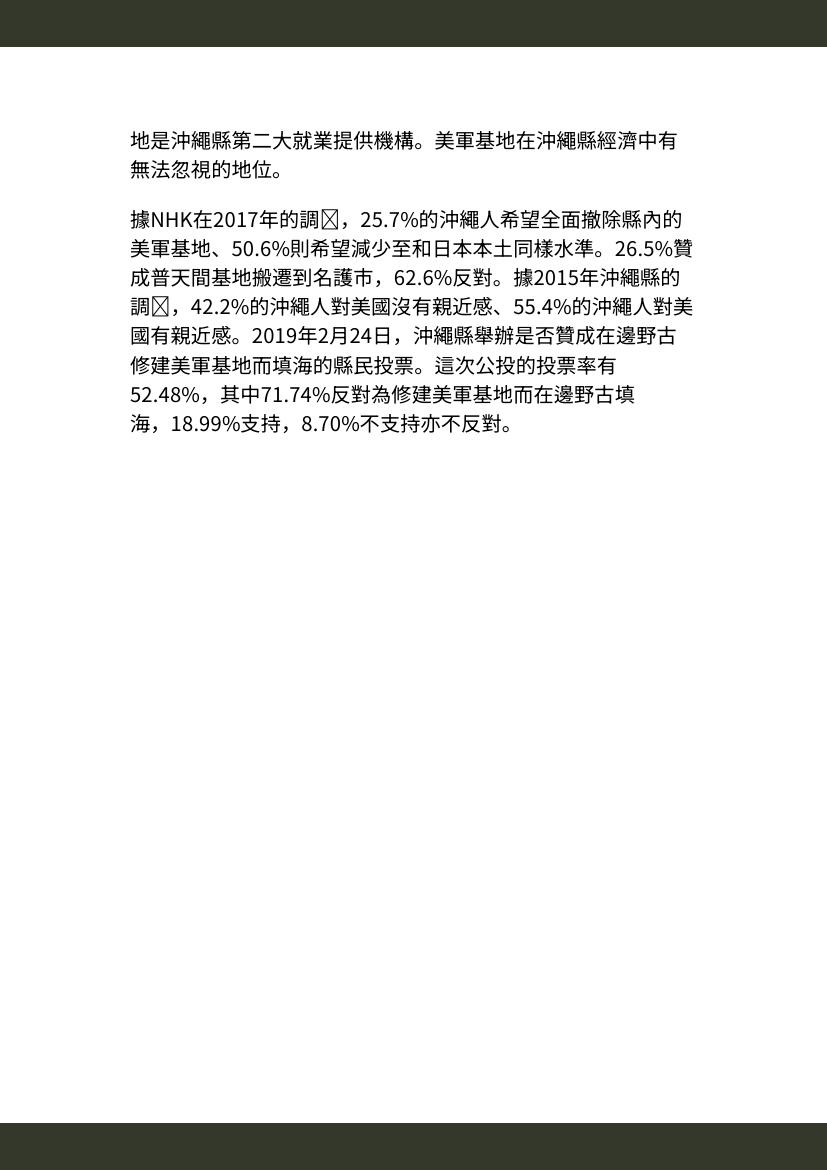 地是沖繩縣第二大就業提供機構。美軍基地在沖繩縣經濟中有
無法忽視的地位。
據NHK在2017年的調，25.7%的沖繩人希望全面撤除縣內的
美軍基地、50.6%則希望減少至和日本本土同樣水準。26.5%贊
成普天間基地搬遷到名護市，62.6%反對。據2015年沖繩縣的
調，42.2%的沖繩人對美國沒有親近感、55.4%的沖繩人對美
國有親近感。2019年2月24日，沖繩縣舉辦是否贊成在邊野古
修建美軍基地而填海的縣民投票。這次公投的投票率有
52.48%，其中71.74%反對為修建美軍基地而在邊野古填
海，18.99%支持，8.70%不支持亦不反對。